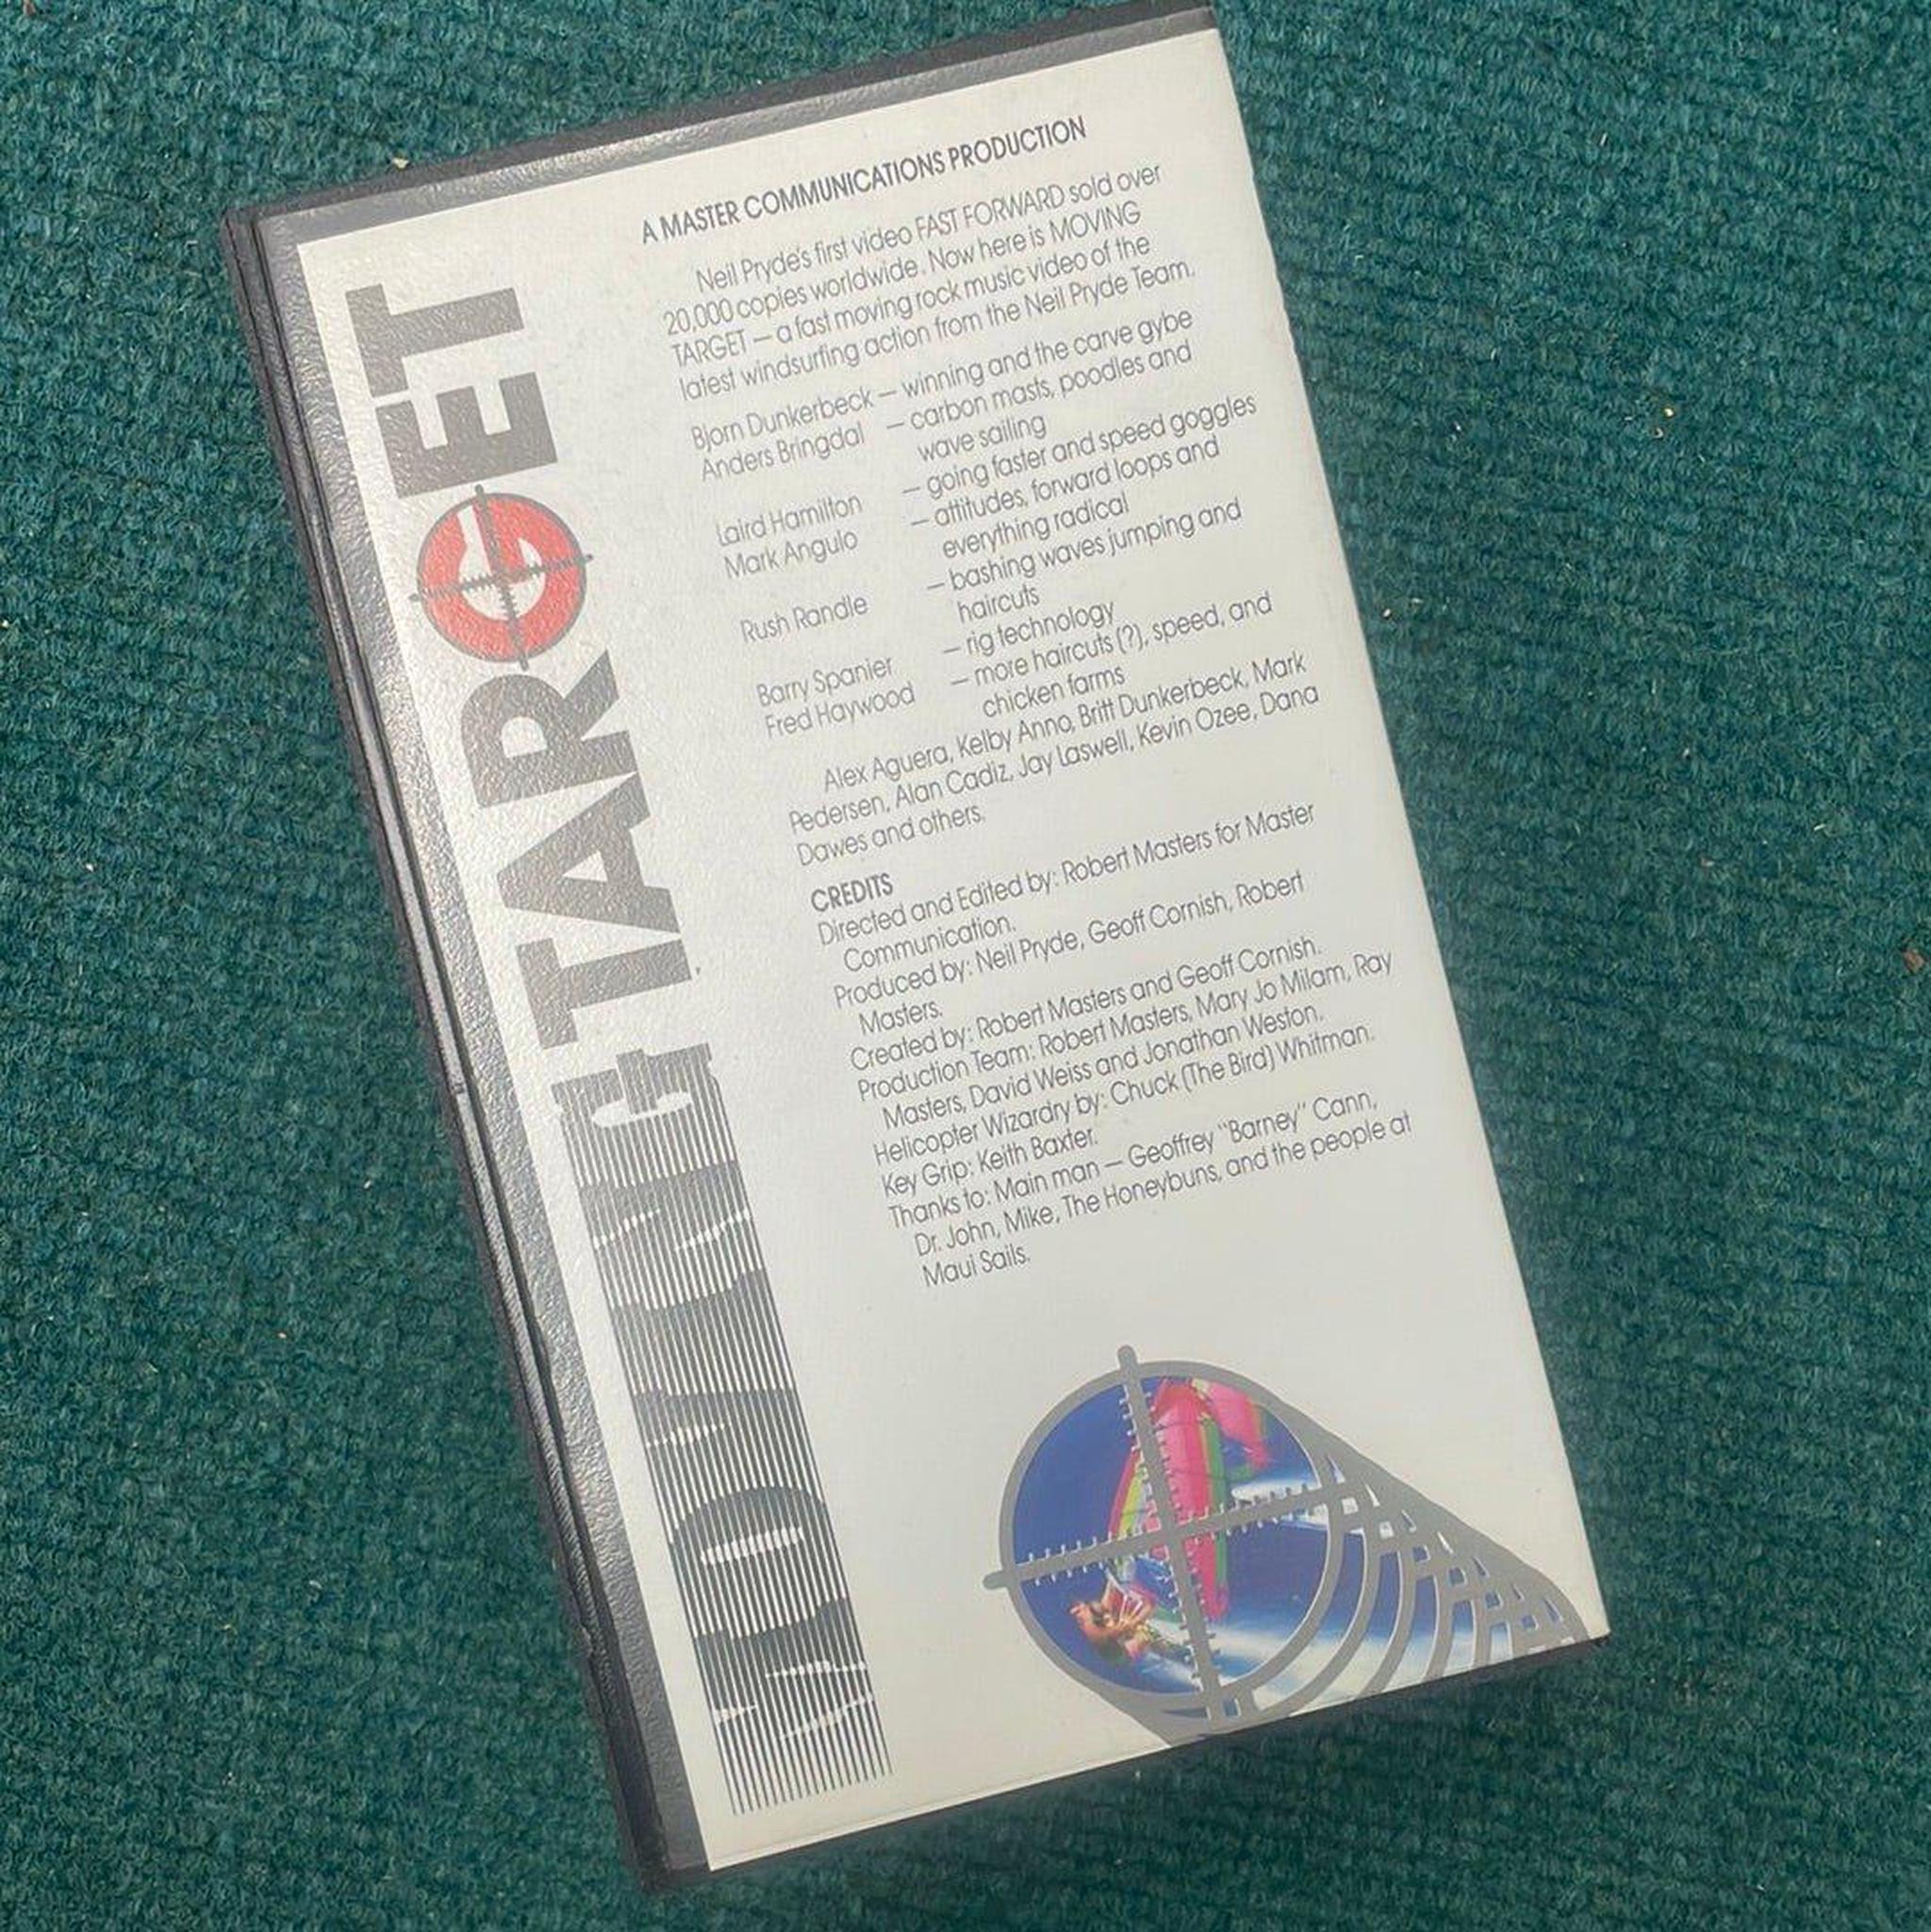 MOVING TARGET
A MASTER COMMUNICATIONS PRODUCTION
Neil Pryde's first video FAST FORWARD sold over
20,000 copies worldwide. Now here is MOVING
TARGET — a fast moving rock music video of the
latest windsurfing action from the Neil Pryde Team.
Bjorn Dunkerbeck — winning and the carve gybe
Anders Bringdal — carbon masts, poodles and
wave sailing
Laird Hamilton — going faster and speed goggles
Mark Angulo — attitudes, forward loops and
everything radical
Rush Randle — bashing waves jumping and
haircuts
Barry Spanier — rig technology
Fred Haywood — more haircuts (?), speed, and
chicken farms
Alex Aguera, Kelby Anno, Britt Dunkerbeck, Mark
Pedersen, Alan Cadiz, Jay Laswell, Kevin Ozee, Dana
Dawes and others.
CREDITS
Directed and Edited by: Robert Masters for Master
Communication.
Produced by: Neil Pryde, Geoff Cornish, Robert
Masters.
Created by: Robert Masters and Geoff Cornish.
Production Team: Robert Masters, Mary Jo Milam, Ray
Masters, David Weiss and Jonathan Weston.
Helicopter Wizardry by: Chuck (The Bird) Whitman.
Key Grip: Keith Baxter.
Thanks to: Main man — Geoffrey "Barney" Cann,
Dr. John, Mike, The Honeybuns, and the people at
Maui Sails.